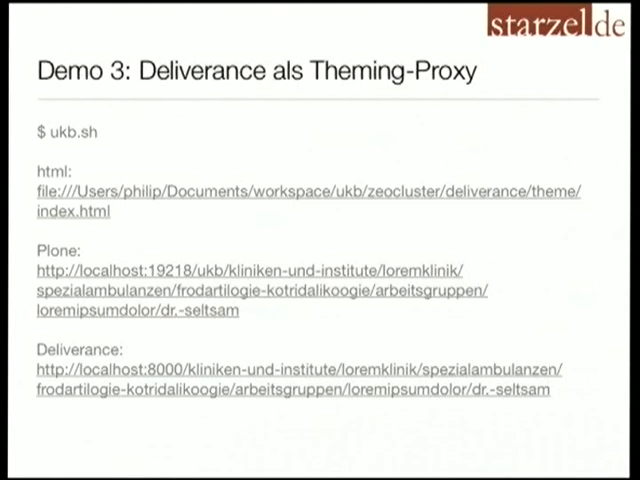 starzel.de
Demo 3: Deliverance als Theming-Proxy
$ ukb.sh
html:
file:///Users/philip/Documents/workspace/ukb/zeocluster/deliverance/theme/
index.html
Plone:
http://localhost:19218/ukb/kliniken-und-institute/loremklinik/
spezialambulanzen/frodartilogie-kotridalikoogie/arbeitsgruppen/
loremipsumdolor/dr.-seltsam
Deliverance:
http://localhost:8000/kliniken-und-institute/loremklinik/spezialambulanzen/
frodartilogie-kotridalikoogie/arbeitsgruppen/loremipsumdolor/dr.-seltsam